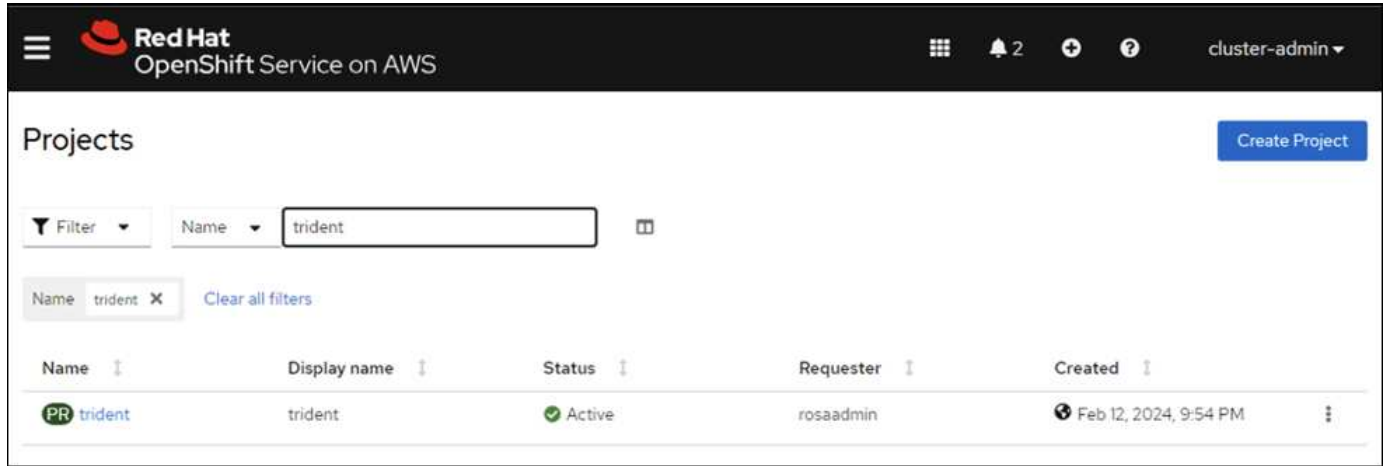 Red Hat
OpenShift Service on AWS
2
cluster-admin
Projects
Create Project
Filter
Name
trident
Name trident
Clear all filters
Name Display name Status Requester Created
PR trident trident Active rosaadmin Feb 12, 2024, 9:54 PM